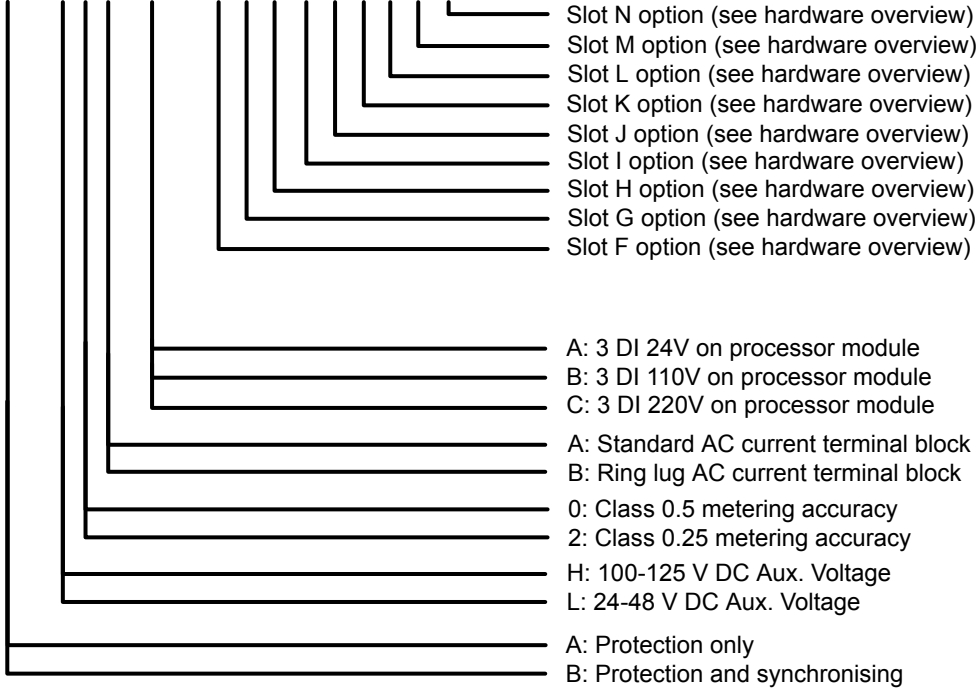 Slot N option (see hardware overview)
Slot M option (see hardware overview)
Slot L option (see hardware overview)
Slot K option (see hardware overview)
Slot J option (see hardware overview)
Slot I option (see hardware overview)
Slot H option (see hardware overview)
Slot G option (see hardware overview)
Slot F option (see hardware overview)
A: 3 DI 24V on processor module
B: 3 DI 110V on processor module
C: 3 DI 220V on processor module
A: Standard AC current terminal block
B: Ring lug AC current terminal block
0: Class 0.5 metering accuracy
2: Class 0.25 metering accuracy
H: 100-125 V DC Aux. Voltage
L: 24-48 V DC Aux. Voltage
A: Protection only
B: Protection and synchronising